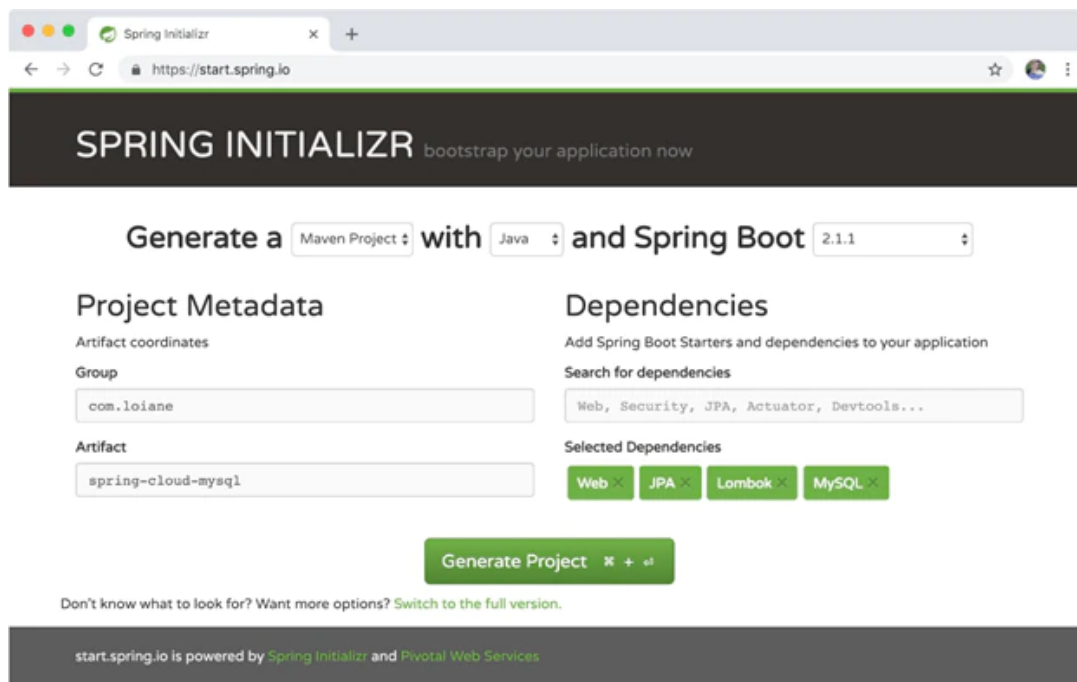 Spring Initializr
https://start.spring.io
SPRING INITIALIZR bootstrap your application now
Generate a Maven Project with Java and Spring Boot 2.1.1
Project Metadata
Artifact coordinates
Group
com.loiane
Artifact
spring-cloud-mysql
Dependencies
Add Spring Boot Starters and dependencies to your application
Search for dependencies
Web, Security, JPA, Actuator, Devtools...
Selected Dependencies
Web × JPA × Lombok × MySQL ×
Generate Project ⌘ + ⏎
Don't know what to look for? Want more options? Switch to the full version.
start.spring.io is powered by Spring Initializr and Pivotal Web Services